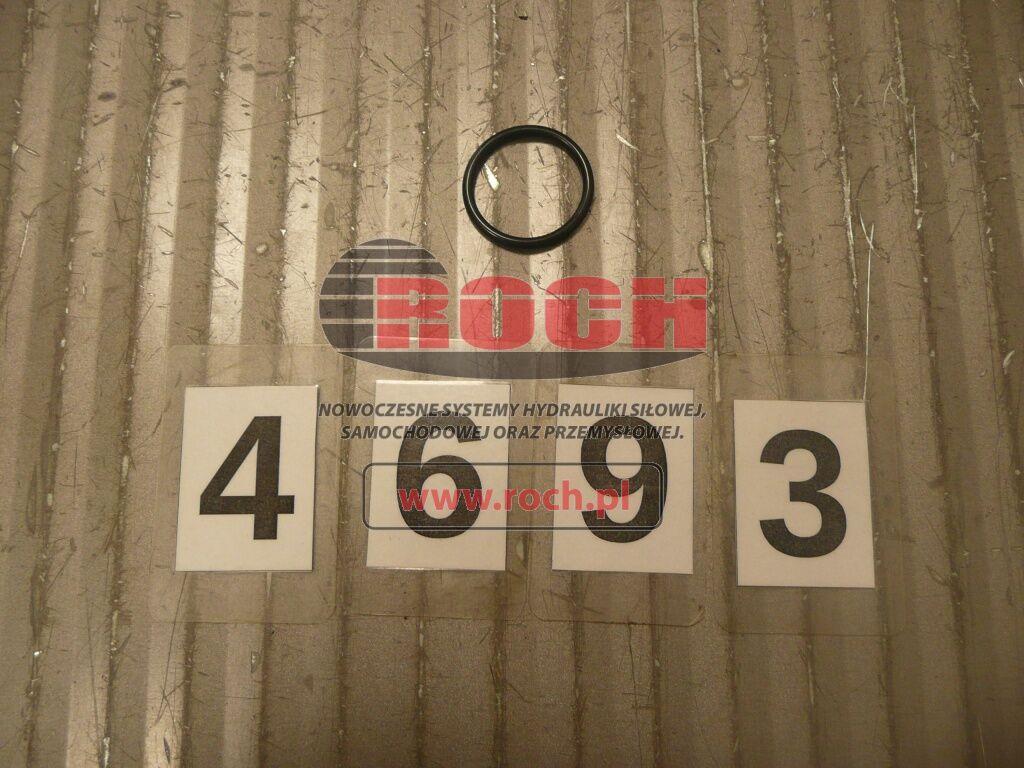 ROCH
NOWOCZESNE SYSTEMY HYDRAULIKI SIŁOWEJ,
SAMOCHODOWEJ ORAZ PRZEMYSŁOWEJ.
www.roch.pl
4 6 9 3